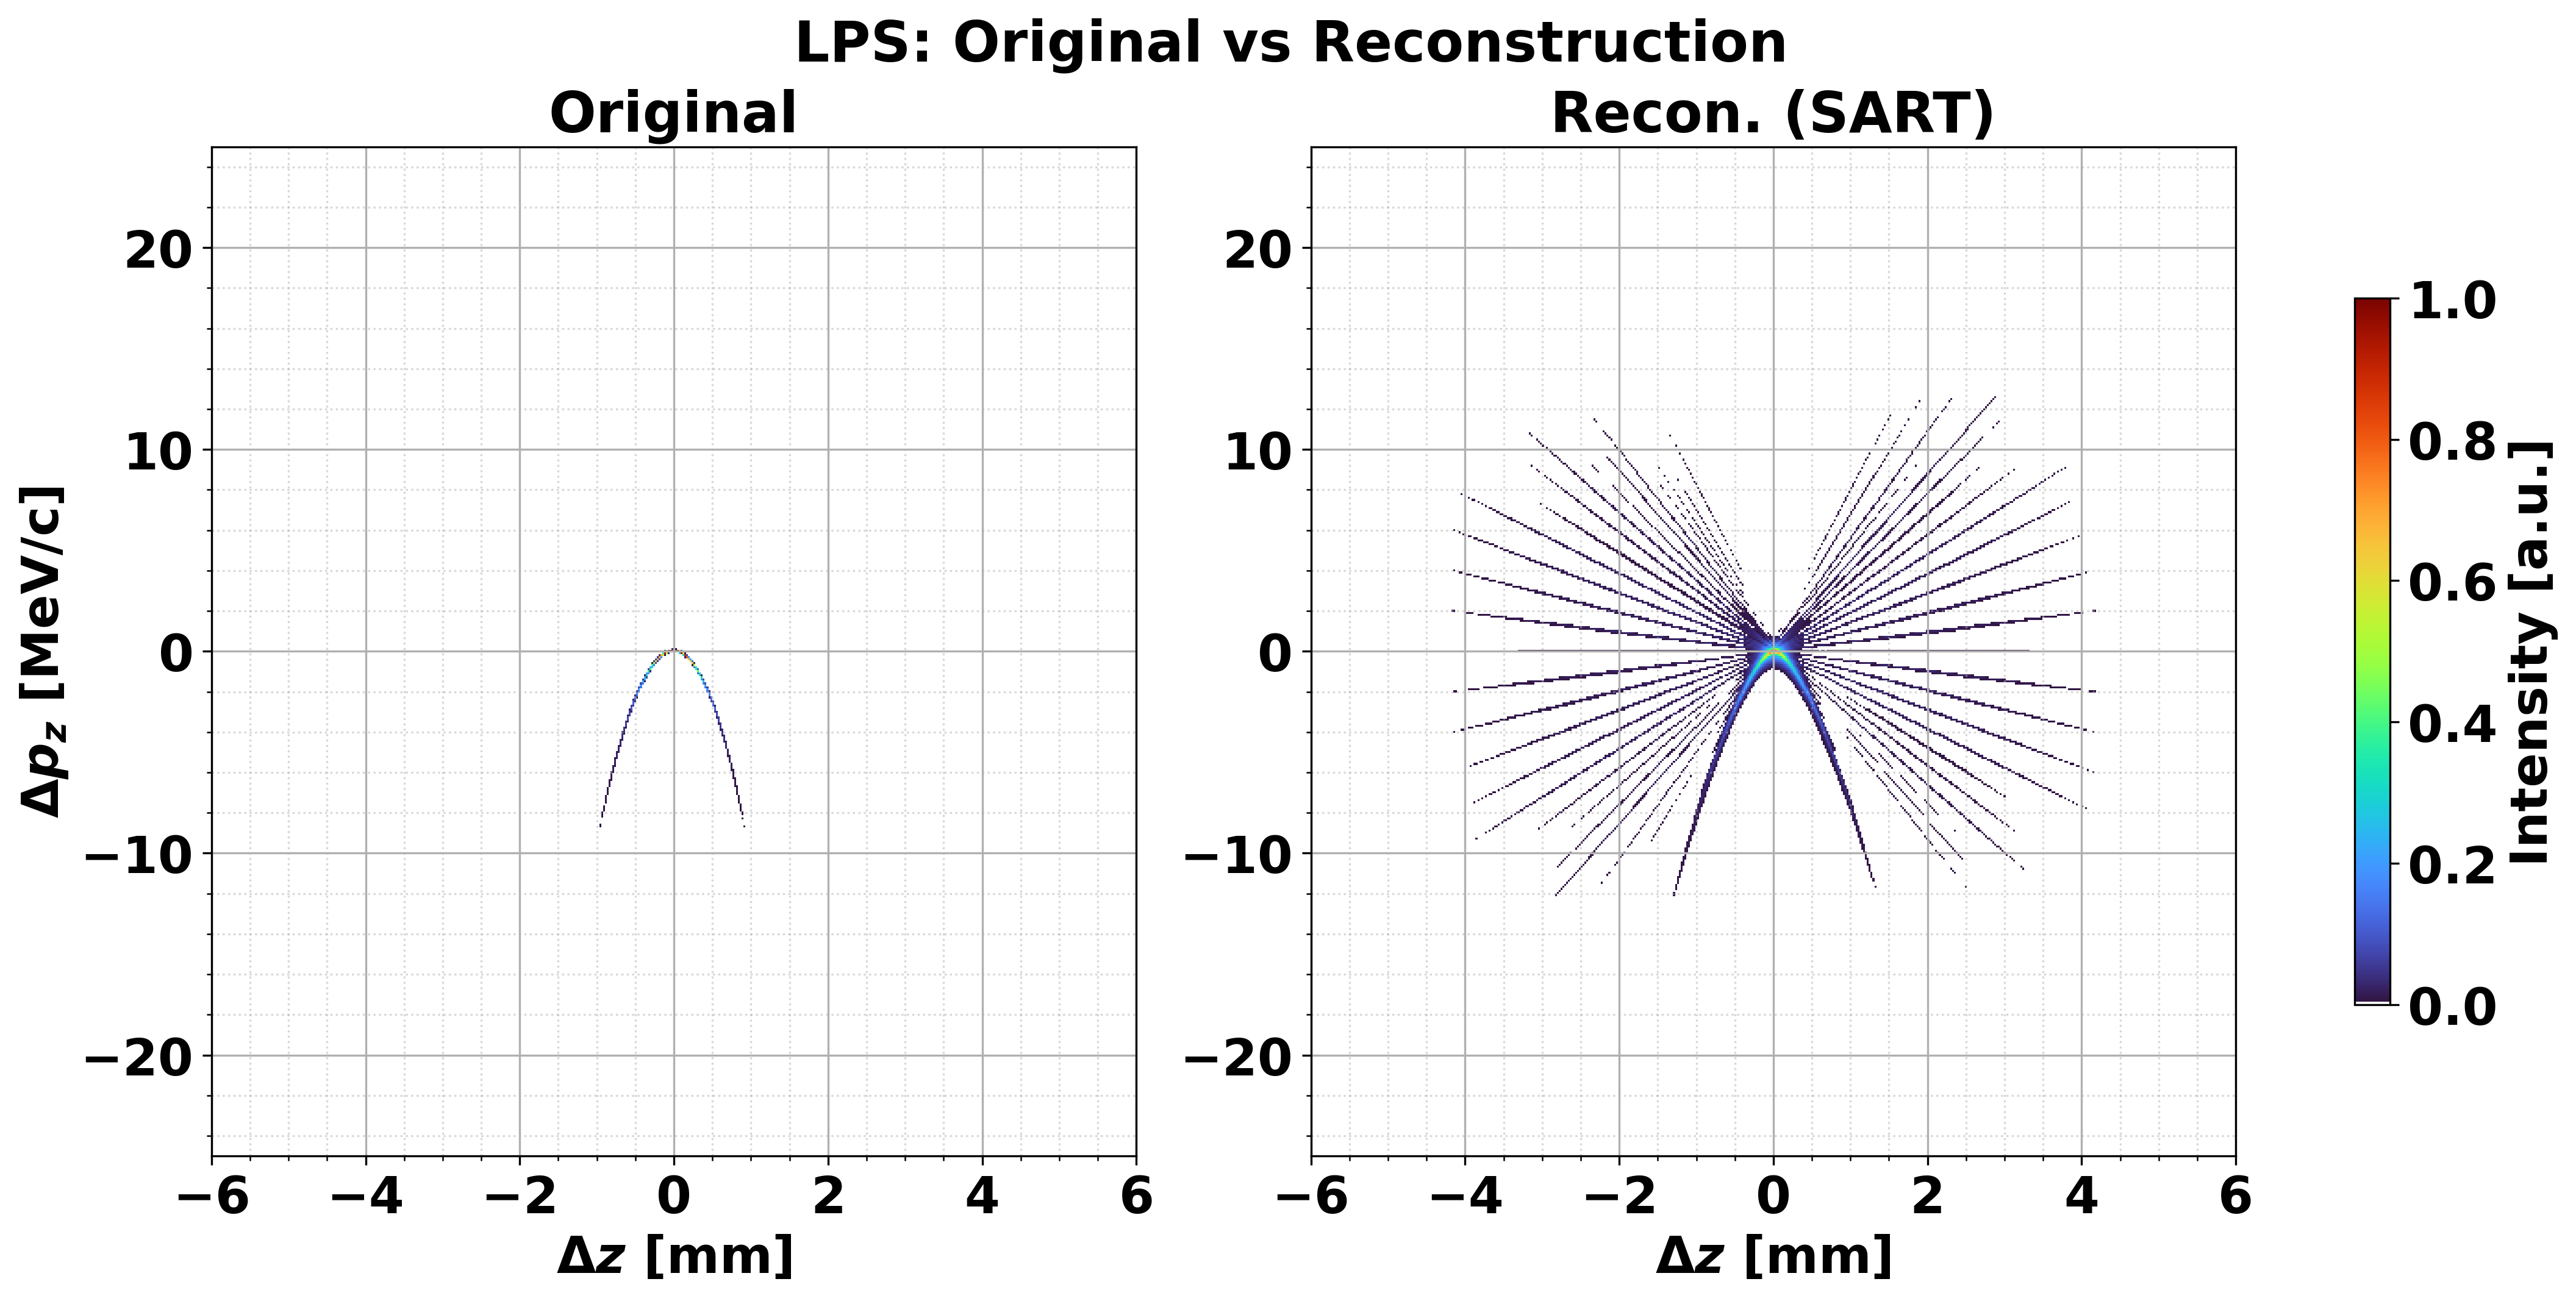 LPS: Original vs Reconstruction
Original
Recon. (SART)
Δp_z [MeV/c]
20
10
0
−10
−20
−6 −4 −2 0 2 4 6
Δz [mm]
20
10
0
−10
−20
−6 −4 −2 0 2 4 6
Δz [mm]
1.0
0.8
0.6
0.4
0.2
0.0
Intensity [a.u.]